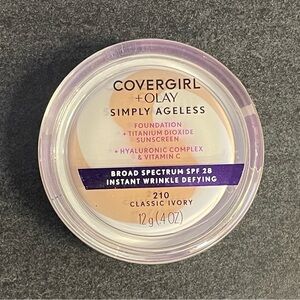 COVERGIRL
+OLAY
SIMPLY AGELESS
FOUNDATION
+ TITANIUM DIOXIDE
SUNSCREEN
+ HYALURONIC COMPLEX
& VITAMIN C
BROAD SPECTRUM SPF 28
INSTANT WRINKLE DEFYING
210
CLASSIC IVORY
12g (.4 OZ)